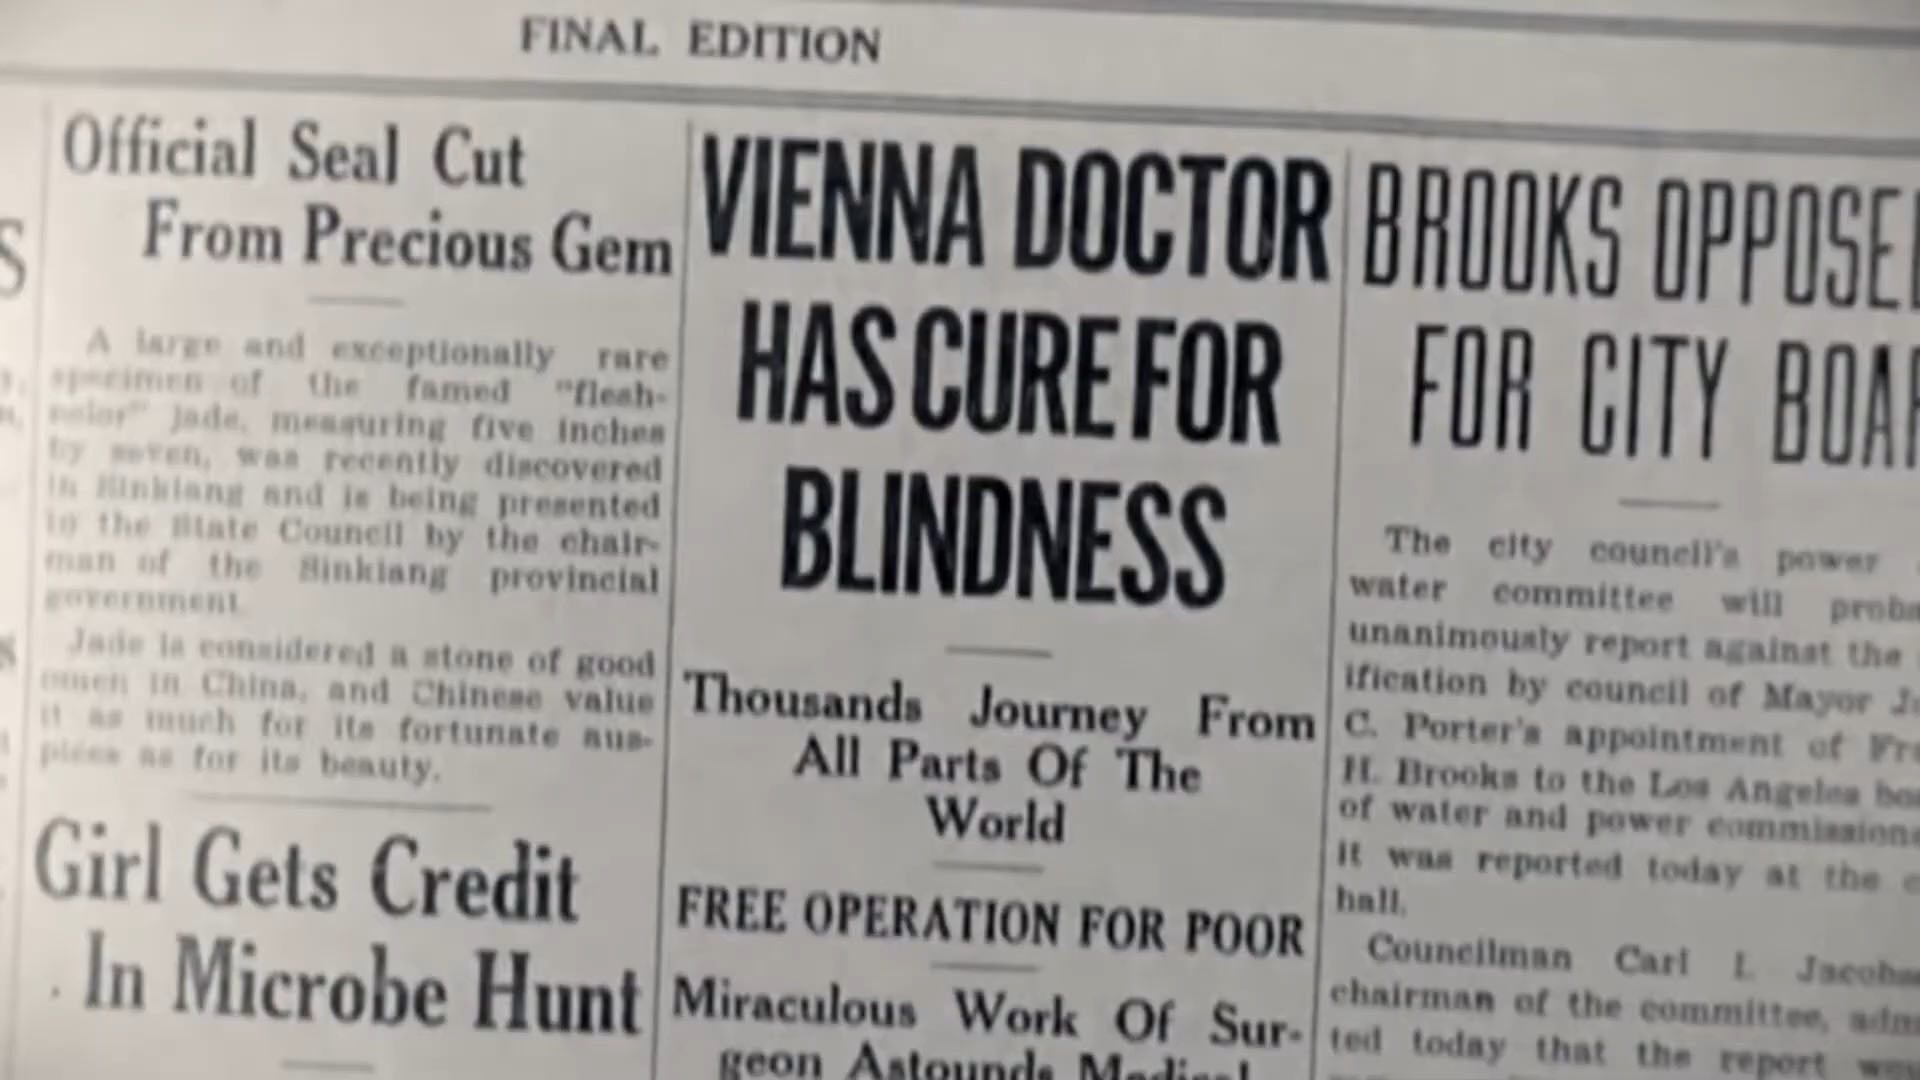 FINAL EDITION
S
Official Seal Cut
From Precious Gem
A large and exceptionally rare
specimen of the famed "flesh-
color" jade, measuring five inches
by seven, was recently discovered
in Sinkiang and is being presented
to the State Council by the chair-
man of the Sinkiang provincial
government.
Jade is considered a stone of good
omen in China, and Chinese value
it as much for its fortunate aus-
pices as for its beauty.
Girl Gets Credit
In Microbe Hunt
VIENNA DOCTOR
HAS CURE FOR
BLINDNESS
Thousands Journey From
All Parts Of The
World
FREE OPERATION FOR POOR
Miraculous Work Of Sur-
geon Astounds Medical
BROOKS OPPOSE
FOR CITY BOA
The city council's power
water committee will proba
unanimously report against the
ification by council of Mayor J
C. Porter's appointment of Fra
H. Brooks to the Los Angeles bo
of water and power commissione
it was reported today at the c
hall.
Councilman Carl I. Jacobs
chairman of the committee, adm
ted today that the report wou